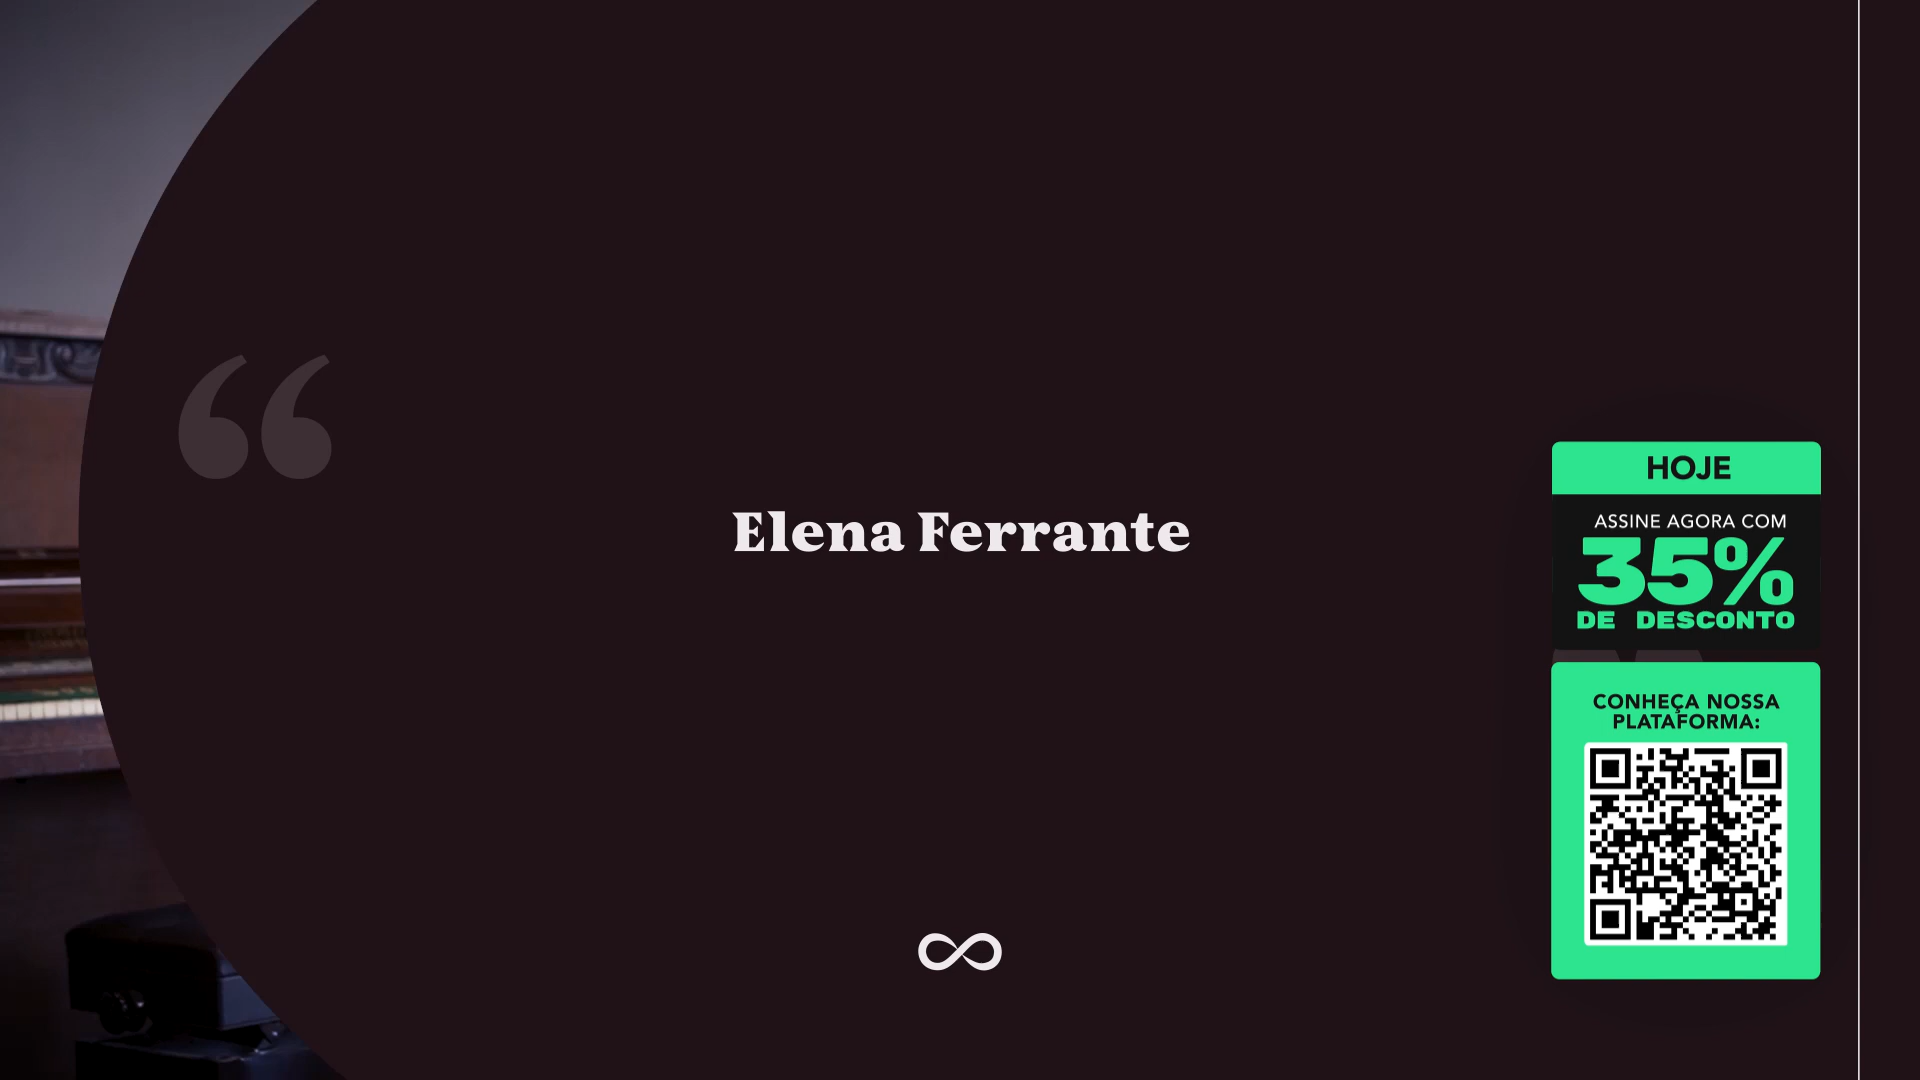 Elena Ferrante
HOJE
ASSINE AGORA COM
35%
DE DESCONTO
CONHEÇA NOSSA
PLATAFORMA: